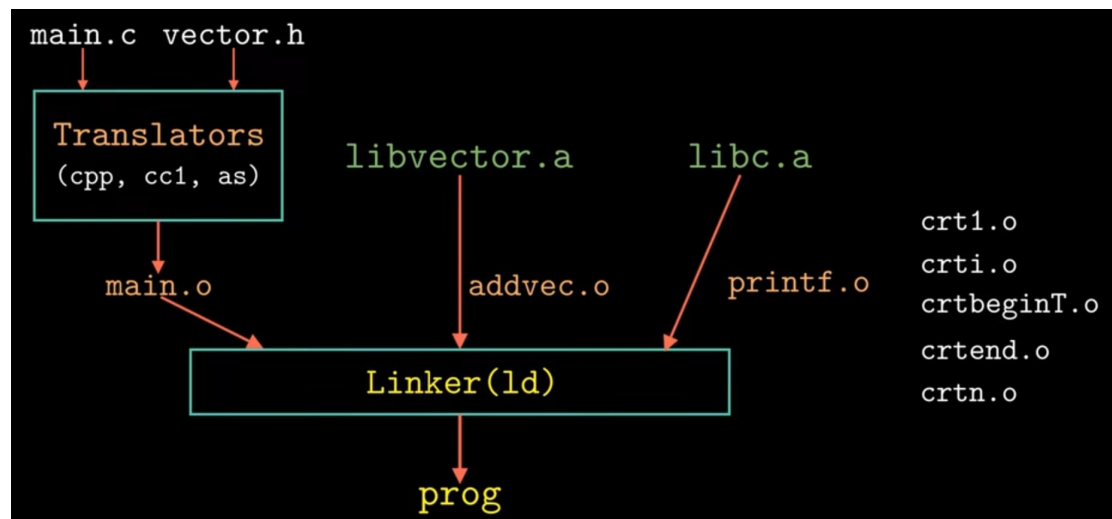 main.c vector.h
Translators
(cpp, cc1, as)
libvector.a
libc.a
main.o
addvec.o
printf.o
crt1.o
crti.o
crtbeginT.o
crtend.o
crtn.o
Linker(ld)
prog